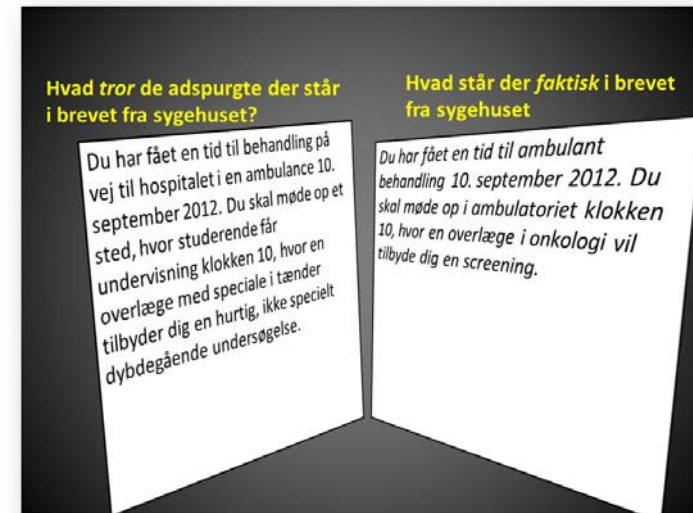 Hvad tror de adspurgte der står
i brevet fra sygehuset?
Du har fået en tid til behandling på
vej til hospitalet i en ambulance 10.
september 2012. Du skal møde op et
sted, hvor studerende får
undervisning klokken 10, hvor en
overlæge med speciale i tænder
tilbyder dig en hurtig, ikke specielt
dybdegående undersøgelse.
Hvad står der faktisk i brevet
fra sygehuset
Du har fået en tid til ambulant
behandling 10. september 2012. Du
skal møde op i ambulatoriet klokken
10, hvor en overlæge i onkologi vil
tilbyde dig en screening.